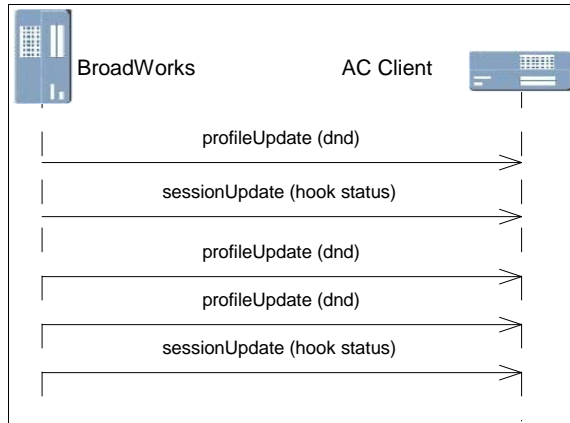 BroadWorks
AC Client
profileUpdate (dnd)
sessionUpdate (hook status)
profileUpdate (dnd)
profileUpdate (dnd)
sessionUpdate (hook status)